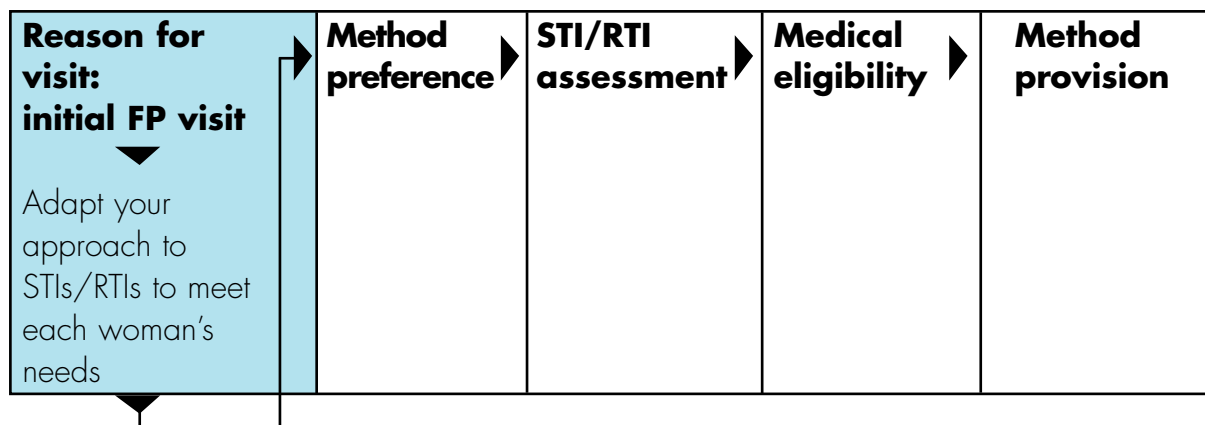 Reason for
visit:
initial FP visit
Adapt your
approach to
STIs/RTIs to meet
each woman's
needs
Method
preference
STI/RTI
assessment
Medical
eligibility
Method
provision